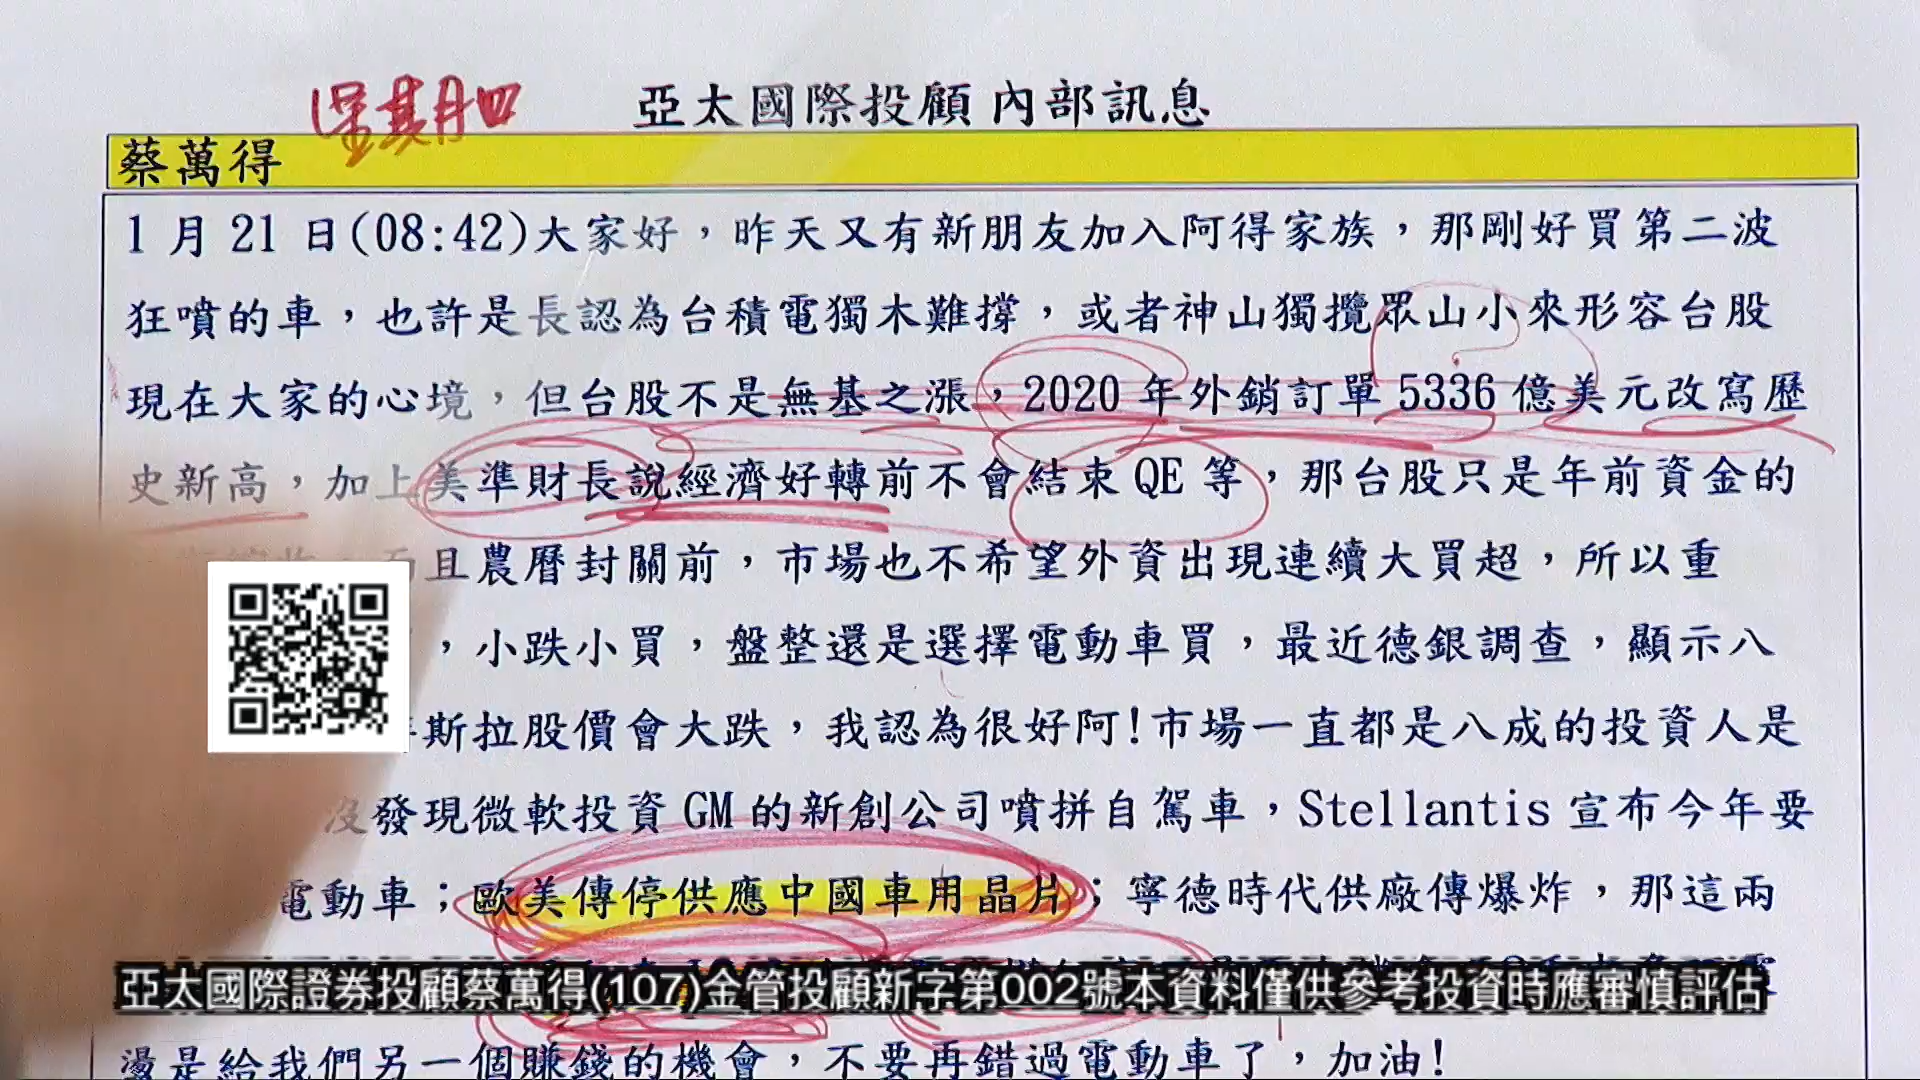 亞太國際投顧 內部訊息
蔡萬得
1 月 21 日(08:42)大家好，昨天又有新朋友加入阿得家族，那剛好買第二波
狂噴的車，也許是長認為台積電獨木難撐，或者神山獨攬眾山小來形容台股
現在大家的心境，但台股不是無基之漲，2020 年外銷訂單 5336 億美元改寫歷
史新高，加上美準財長說經濟好轉前不會結束 QE 等，那台股只是年前資金的
而且農曆封關前，市場也不希望外資出現連續大買超，所以重
，小跌小買，盤整還是選擇電動車買，最近德銀調查，顯示八
斯拉股價會大跌，我認為很好阿!市場一直都是八成的投資人是
沒發現微軟投資 GM 的新創公司噴拼自駕車，Stellantis 宣布今年要
電動車；歐美傳停供應中國車用晶片；寧德時代供廠傳爆炸，那這兩
亞太國際證券投顧蔡萬得(107)金管投顧新字第002號本資料僅供參考投資時應審慎評估
盪是給我們另一個賺錢的機會，不要再錯過電動車了，加油!